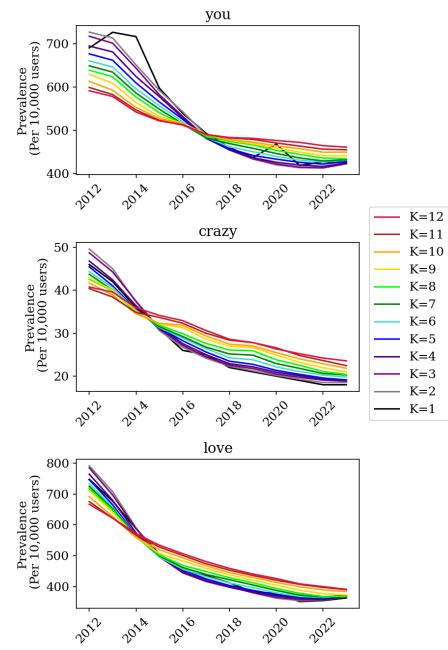 you
Prevalence
(Per 10,000 users)
700
600
500
400
2012
2014
2016
2018
2020
2022
crazy
Prevalence
(Per 10,000 users)
50
40
30
20
2012
2014
2016
2018
2020
2022
love
Prevalence
(Per 10,000 users)
800
700
600
500
400
2012
2014
2016
2018
2020
2022
K=12
K=11
K=10
K=9
K=8
K=7
K=6
K=5
K=4
K=3
K=2
K=1